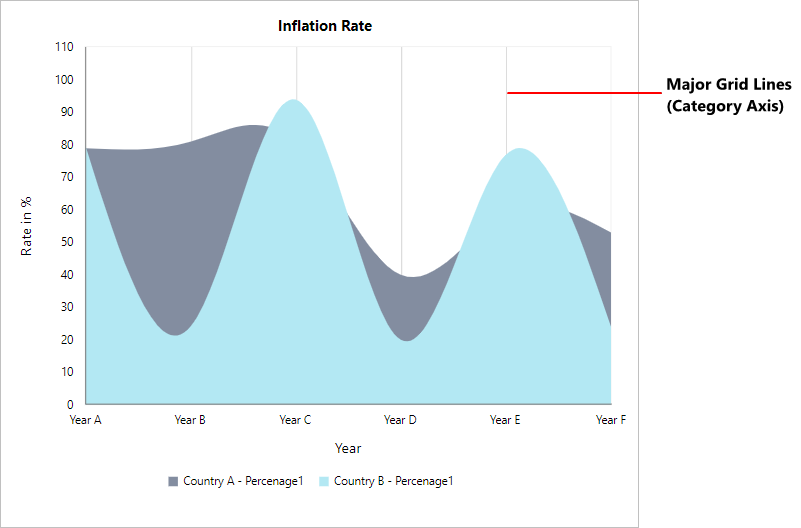 Inflation Rate
110
100
90
80
70
60
50
40
30
20
10
0
Rate in %
Year A
Year B
Year C
Year D
Year E
Year F
Year
Country A - Percenage1
Country B - Percenage1
Major Grid Lines
(Category Axis)